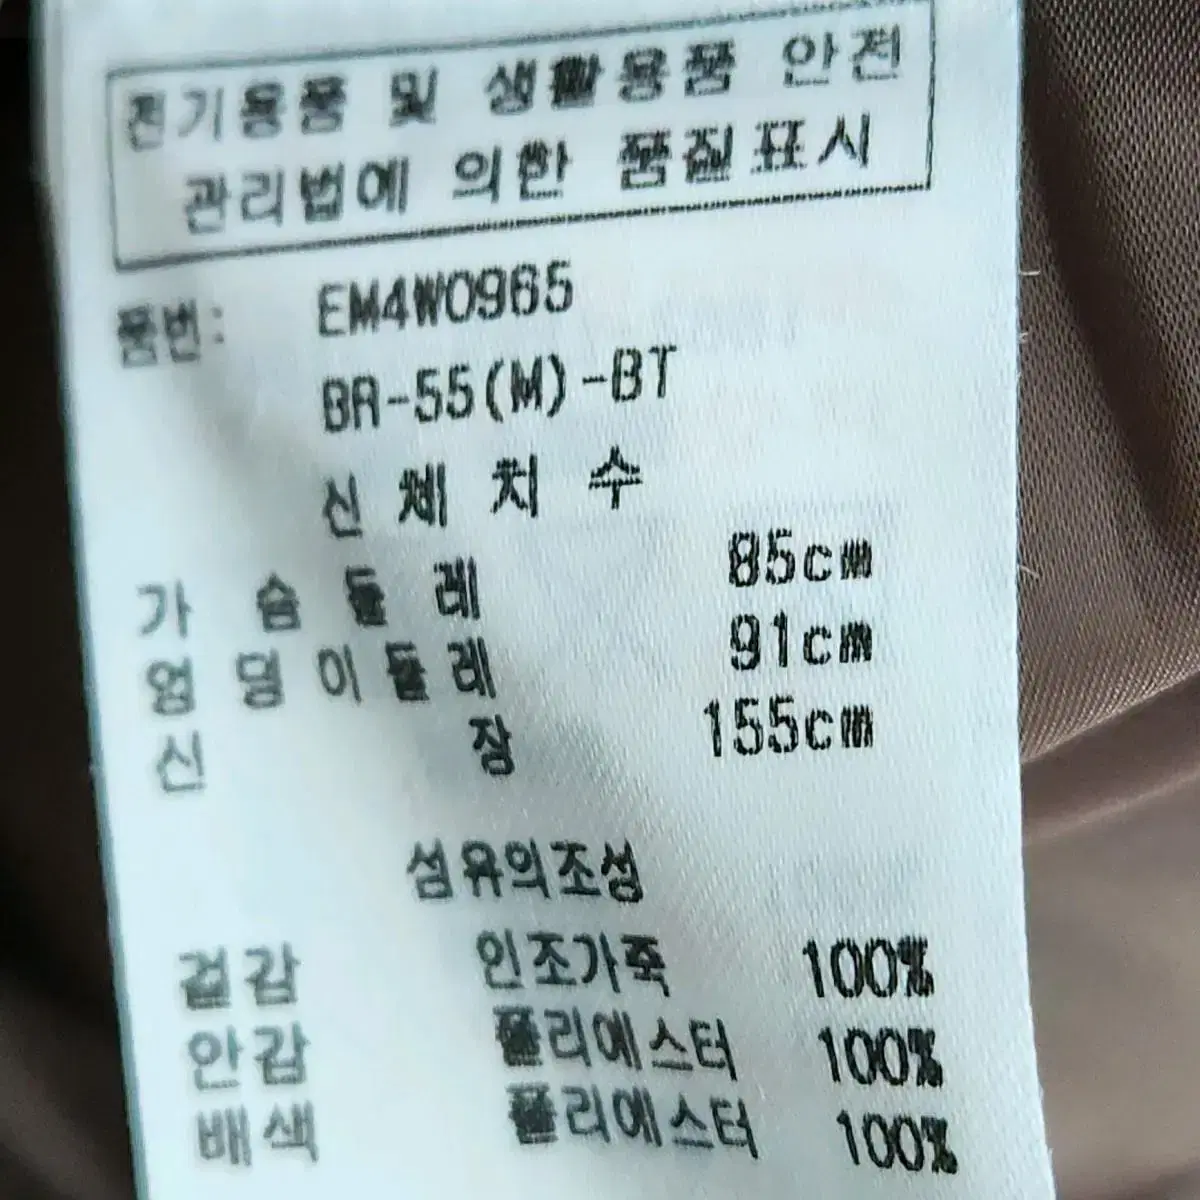 전기용품 및 생활용품 안전
관리법에 의한 품질표시
품번: EM4W0965
BR-55(M)-BT
신체치수
가슴둘레 85cm
엉덩이둘레 91cm
신장 155cm
섬유의조성
겉감 인조가죽 100%
안감 폴리에스터 100%
배색 폴리에스터 100%